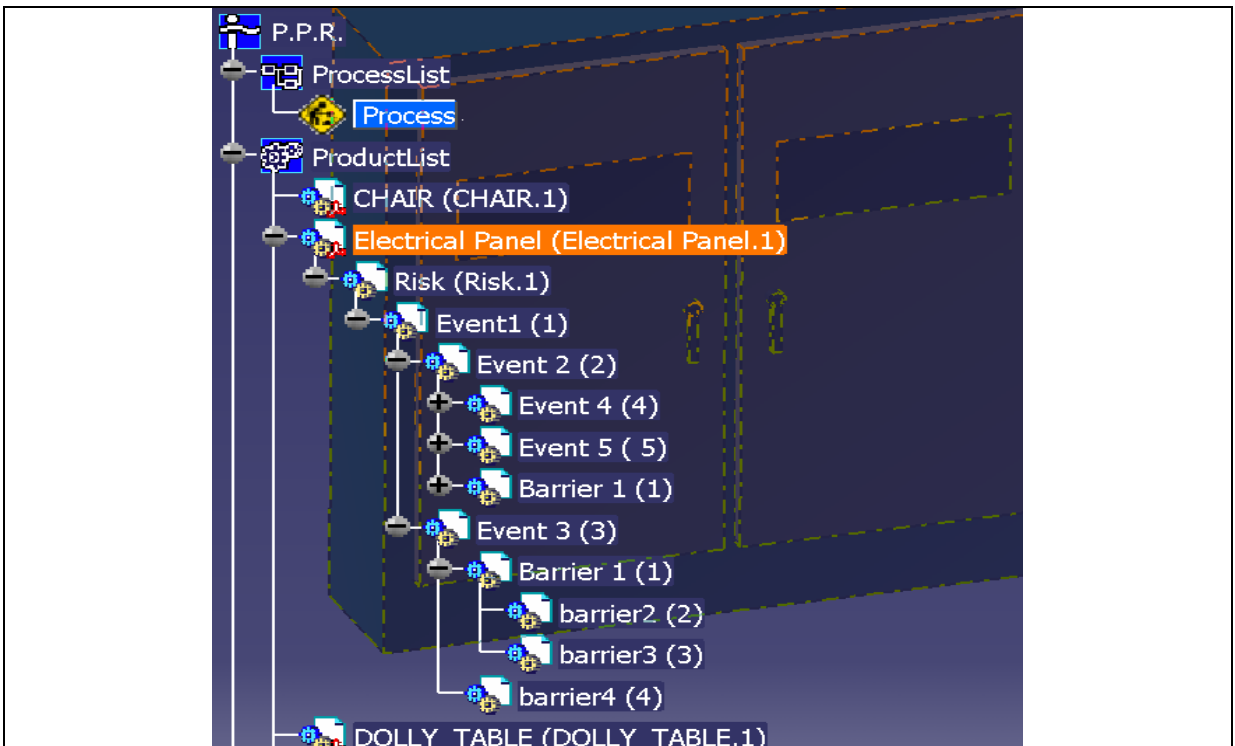 P.P.R.
ProcessList
Process
ProductList
CHAIR (CHAIR.1)
Electrical Panel (Electrical Panel.1)
Risk (Risk.1)
Event1 (1)
Event 2 (2)
Event 4 (4)
Event 5 ( 5)
Barrier 1 (1)
Event 3 (3)
Barrier 1 (1)
barrier2 (2)
barrier3 (3)
barrier4 (4)
DOLLY_TABLE (DOLLY_TABLE.1)